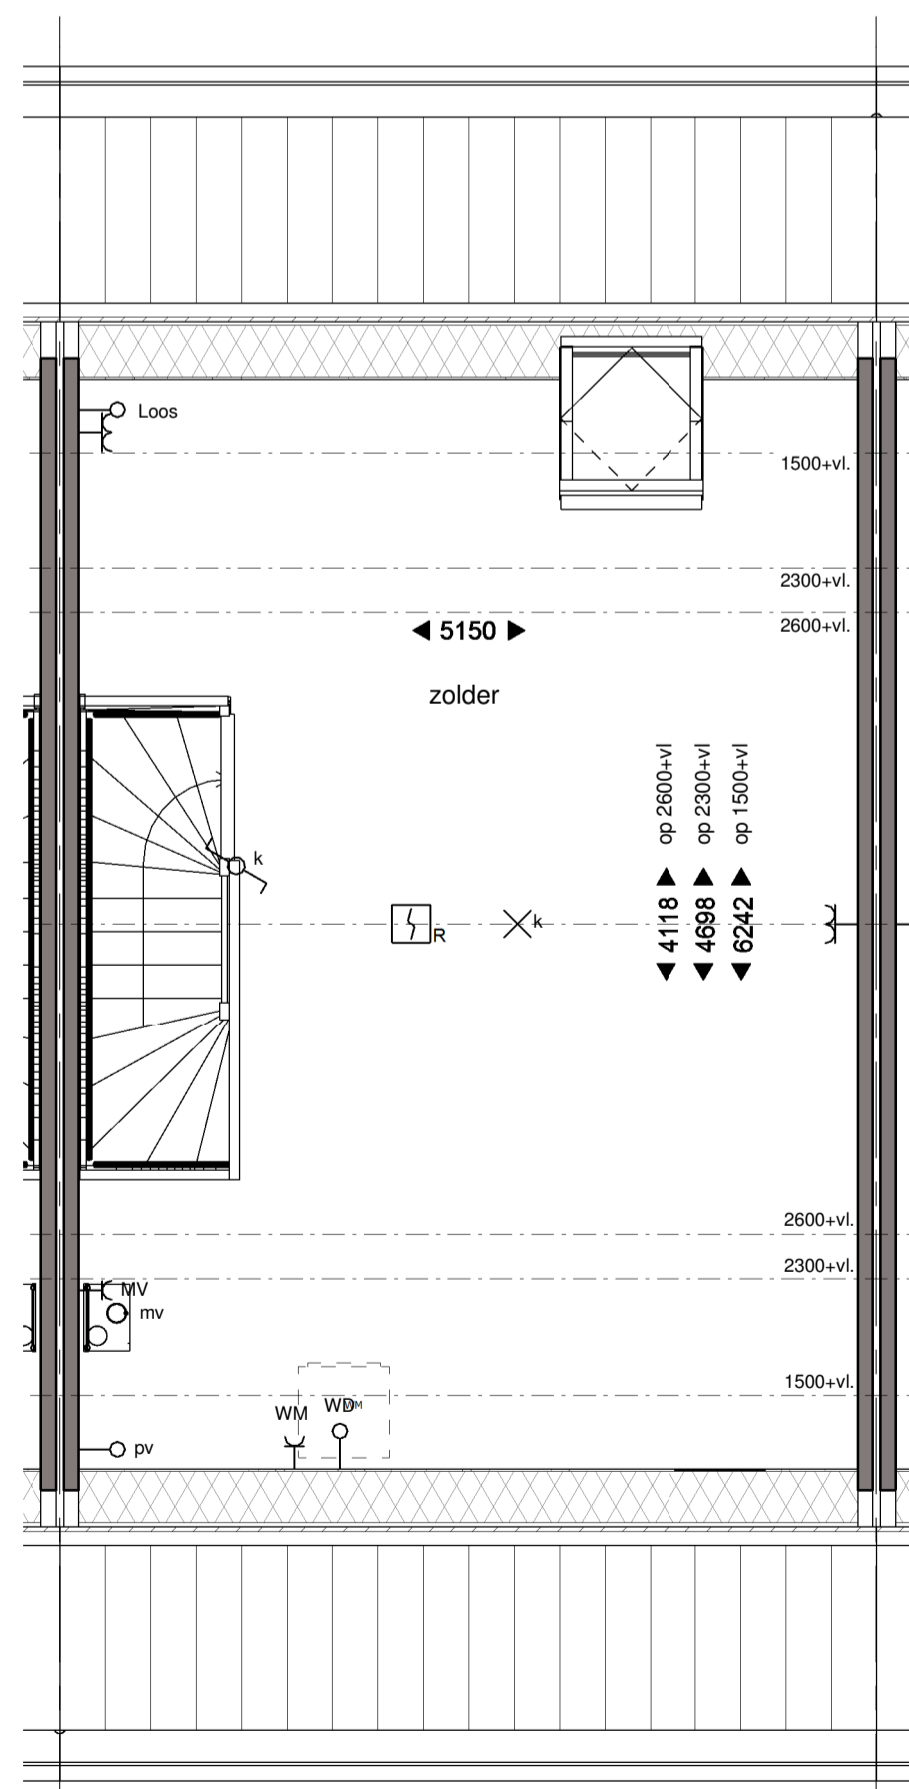 Loos
1500+vl.
2300+vl.
2600+vl.
5150
zolder
op 2600+vl
op 2300+vl
op 1500+vl
4118
4698
6242
k
R
k
2600+vl.
2300+vl.
MV
mv
1500+vl.
WM
WD
WM
pv